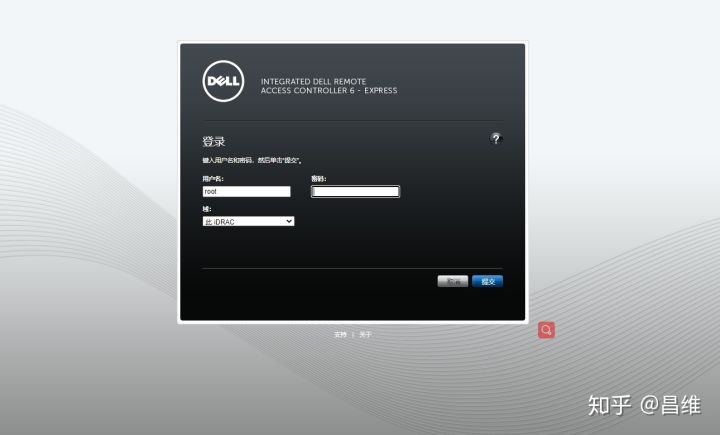 DELL
INTEGRATED DELL REMOTE
ACCESS CONTROLLER 6 - EXPRESS
登录
?
键入用户名和密码，然后单击“提交”。
用户名: 密码:
root
域:
此 iDRAC
取消 提交
支持 | 关于
知乎 @昌维